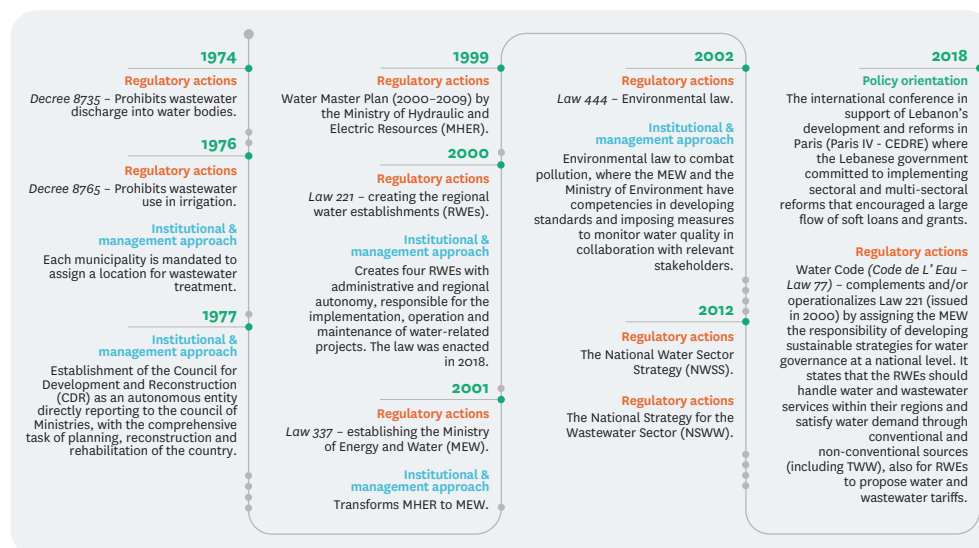 1974
Regulatory actions
Decree 8735 – Prohibits wastewater
discharge into water bodies.
1976
Regulatory actions
Decree 8765 – Prohibits wastewater
use in irrigation.
Institutional &
management approach
Each municipality is mandated to
assign a location for wastewater
treatment.
1977
Institutional &
management approach
Establishment of the Council for
Development and Reconstruction
(CDR) as an autonomous entity
directly reporting to the council of
Ministries, with the comprehensive
task of planning, reconstruction and
rehabilitation of the country.
1999
Regulatory actions
Water Master Plan (2000–2009) by
the Ministry of Hydraulic and
Electric Resources (MHER).
2000
Regulatory actions
Law 221 – creating the regional
water establishments (RWEs).
Institutional &
management approach
Creates four RWEs with
administrative and regional
autonomy, responsible for the
implementation, operation and
maintenance of water-related
projects. The law was enacted
in 2018.
2001
Regulatory actions
Law 337 – establishing the Ministry
of Energy and Water (MEW).
Institutional &
management approach
Transforms MHER to MEW.
2002
Regulatory actions
Law 444 – Environmental law.
Institutional &
management approach
Environmental law to combat
pollution, where the MEW and the
Ministry of Environment have
competencies in developing
standards and imposing measures
to monitor water quality in
collaboration with relevant
stakeholders.
2012
Regulatory actions
The National Water Sector
Strategy (NWSS).
Regulatory actions
The National Strategy for the
Wastewater Sector (NSWW).
2018
Policy orientation
The international conference in
support of Lebanon's
development and reforms in
Paris (Paris IV - CEDRE) where
the Lebanese government
committed to implementing
sectoral and multi-sectoral
reforms that encouraged a large
flow of soft loans and grants.
Regulatory actions
Water Code (Code de L' Eau –
Law 77) – complements and/or
operationalizes Law 221 (issued
in 2000) by assigning the MEW
the responsibility of developing
sustainable strategies for water
governance at a national level. It
states that the RWEs should
handle water and wastewater
services within their regions and
satisfy water demand through
conventional and
non-conventional sources
(including TWW), also for RWEs
to propose water and
wastewater tariffs.